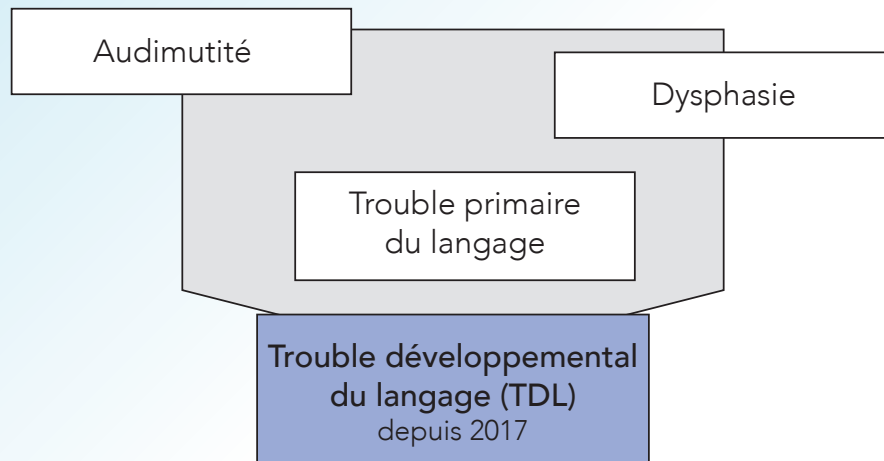 Audimutité
Dysphasie
Trouble primaire
du langage
Trouble développemental
du langage (TDL)
depuis 2017